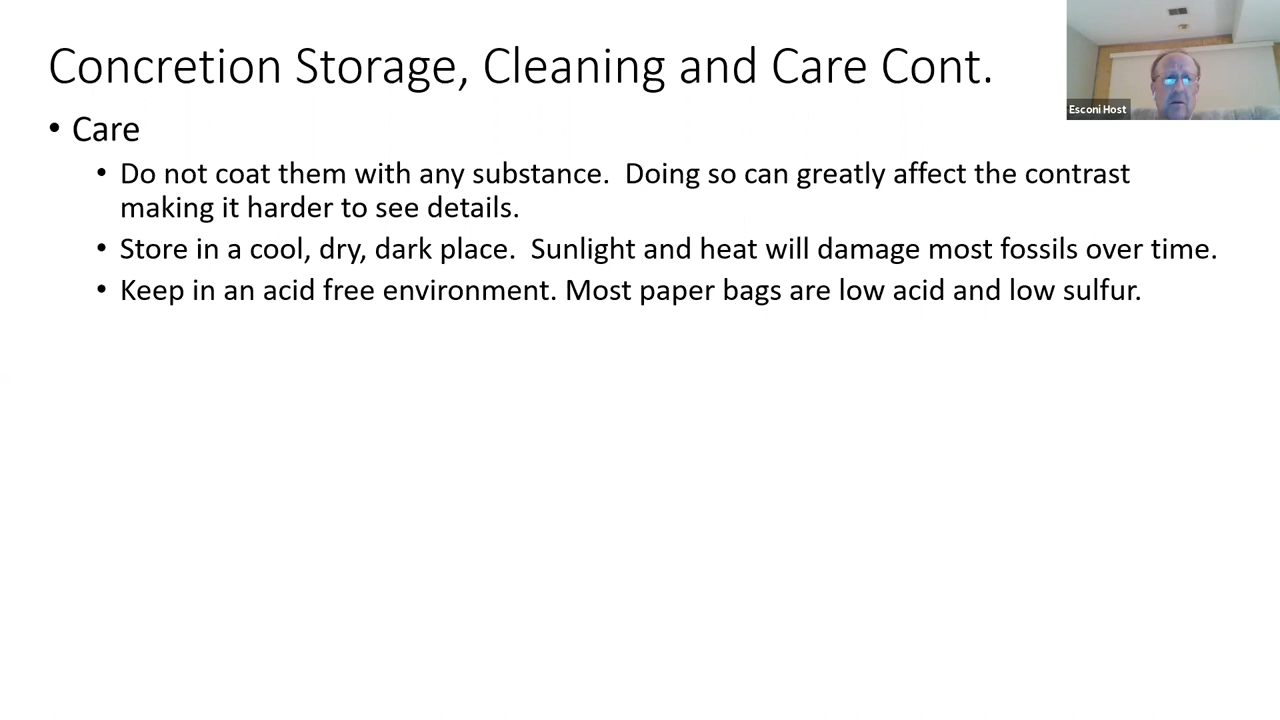 Concretion Storage, Cleaning and Care Cont.
Esconi Host
• Care
• Do not coat them with any substance.  Doing so can greatly affect the contrast
making it harder to see details.
• Store in a cool, dry, dark place.  Sunlight and heat will damage most fossils over time.
• Keep in an acid free environment. Most paper bags are low acid and low sulfur.